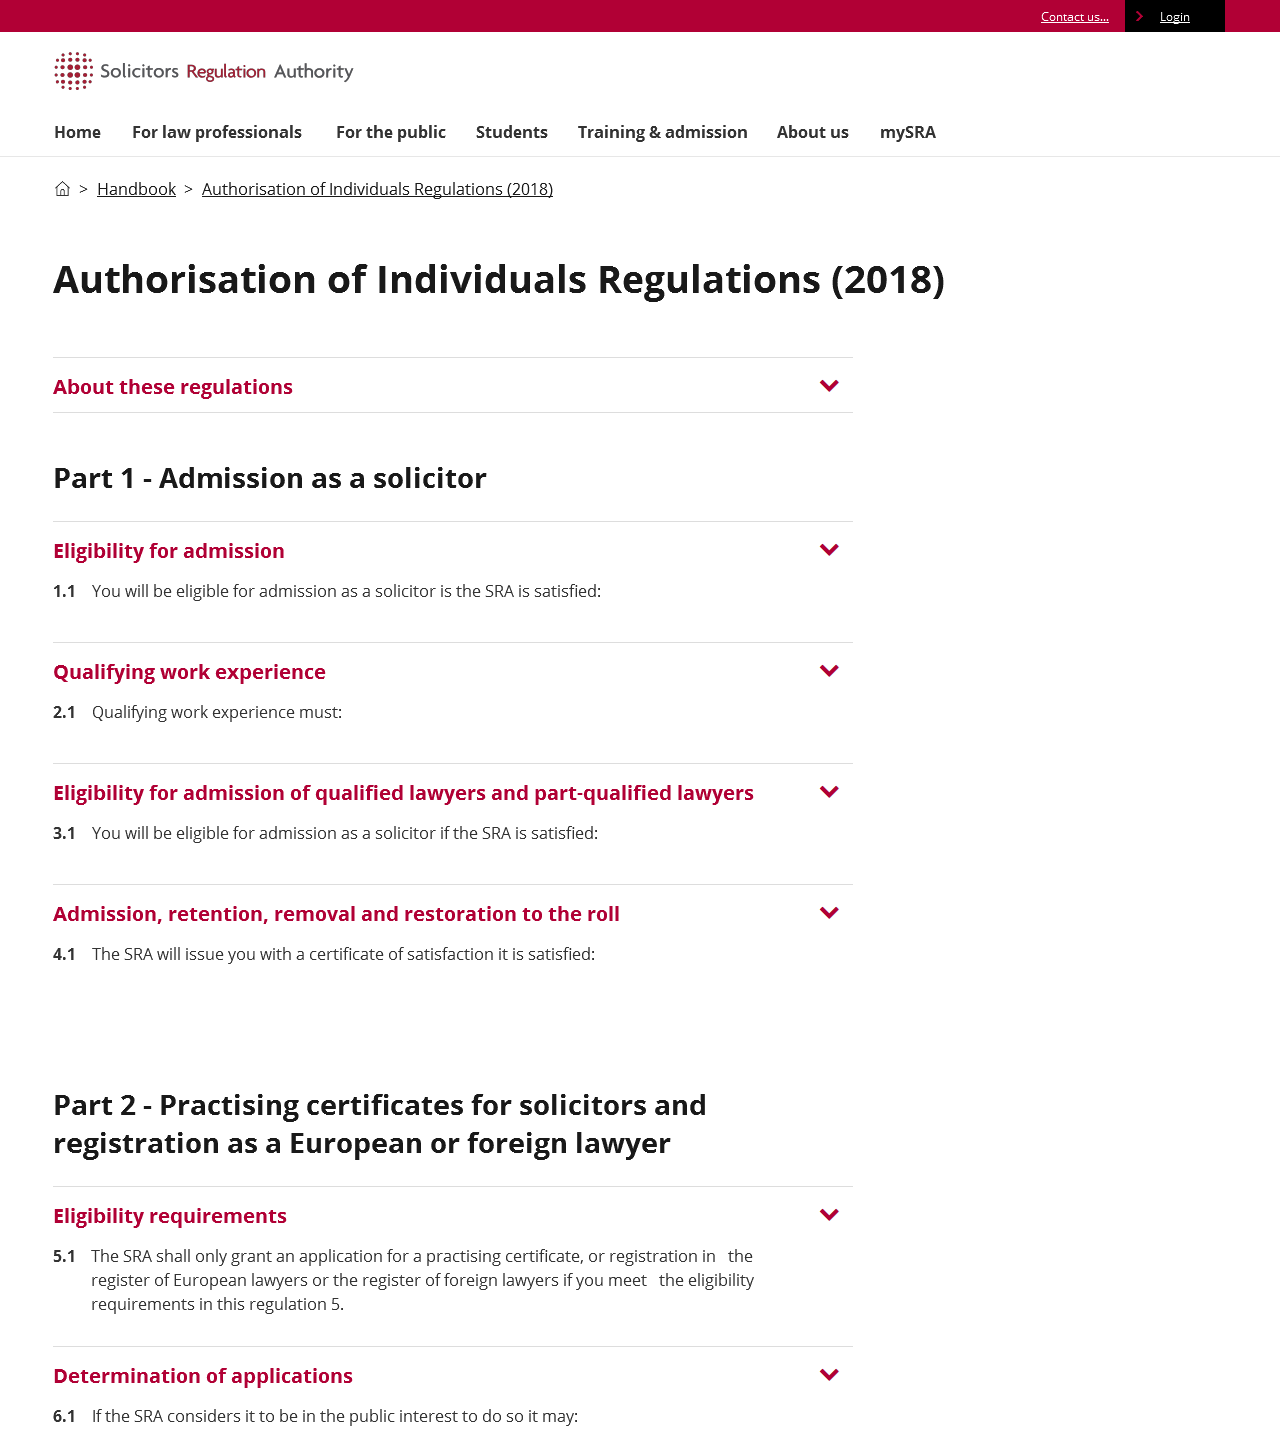 Contact us...
Login
Solicitors Regulation Authority
Home For law professionals For the public Students Training & admission About us mySRA
> Handbook > Authorisation of Individuals Regulations (2018)
Authorisation of Individuals Regulations (2018)
About these regulations
Part 1 - Admission as a solicitor
Eligibility for admission
1.1 You will be eligible for admission as a solicitor is the SRA is satisfied:
Qualifying work experience
2.1 Qualifying work experience must:
Eligibility for admission of qualified lawyers and part-qualified lawyers
3.1 You will be eligible for admission as a solicitor if the SRA is satisfied:
Admission, retention, removal and restoration to the roll
4.1 The SRA will issue you with a certificate of satisfaction it is satisfied:
Part 2 - Practising certificates for solicitors and
registration as a European or foreign lawyer
Eligibility requirements
5.1 The SRA shall only grant an application for a practising certificate, or registration in the
register of European lawyers or the register of foreign lawyers if you meet the eligibility
requirements in this regulation 5.
Determination of applications
6.1 If the SRA considers it to be in the public interest to do so it may: